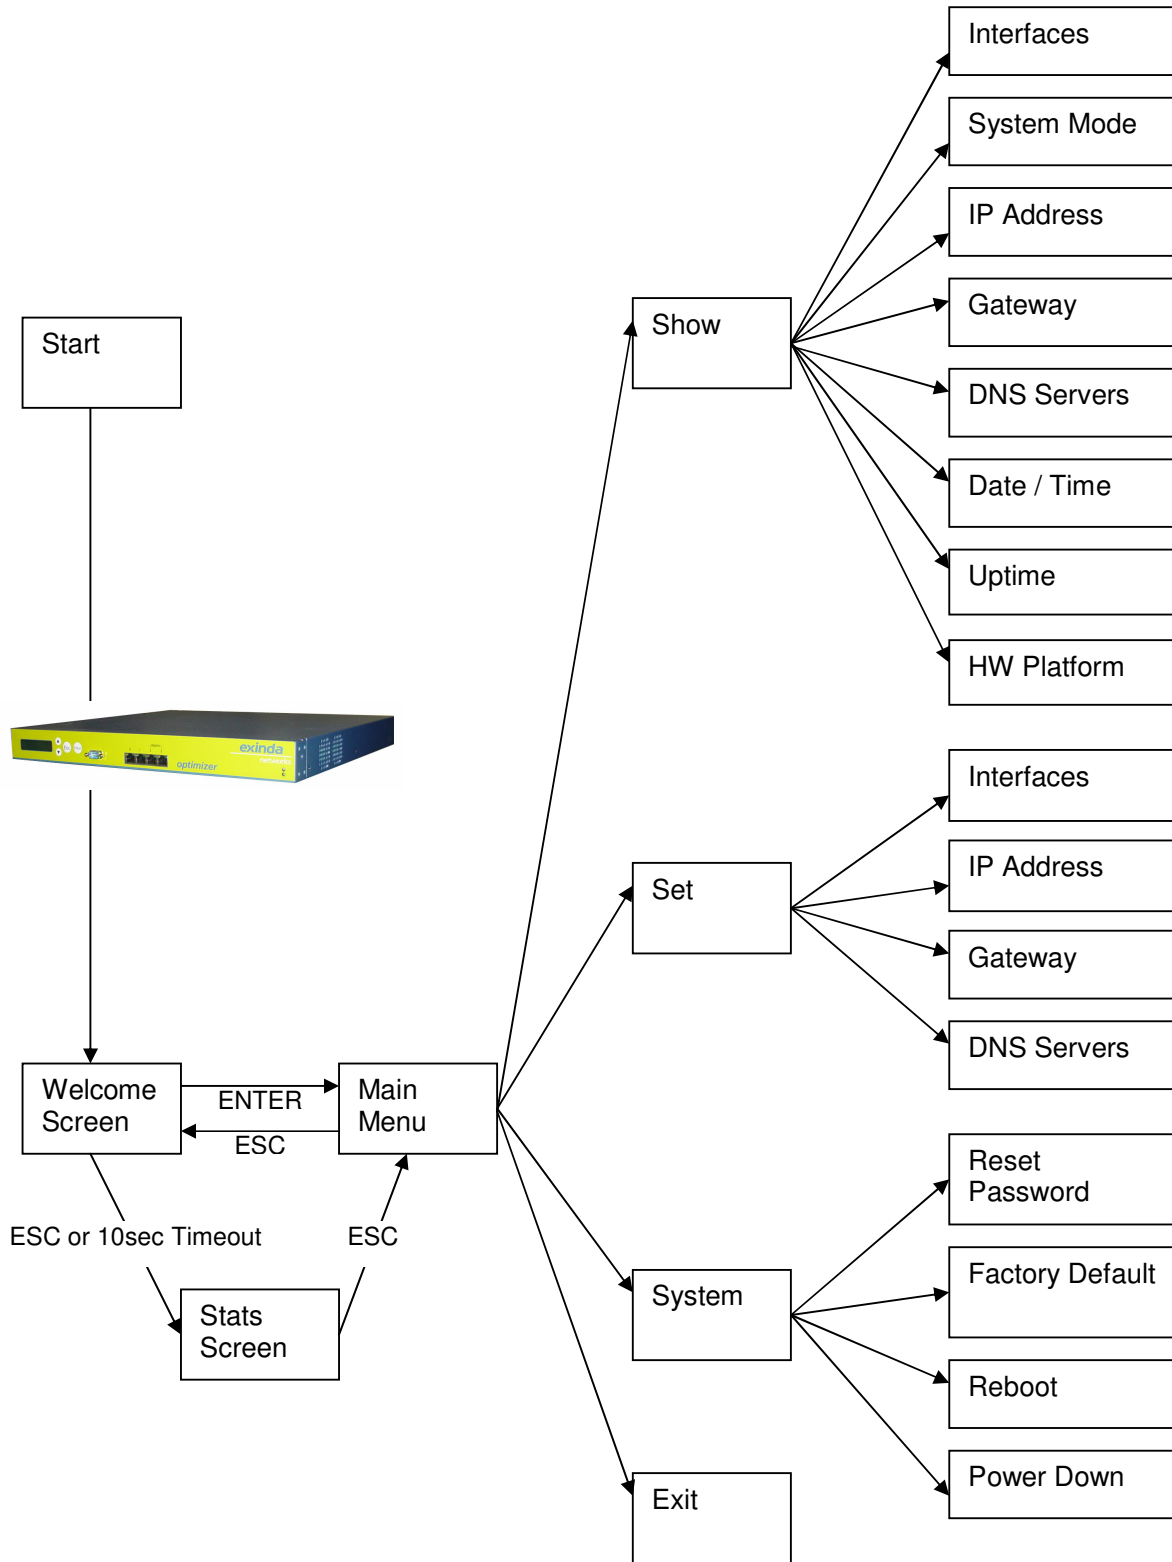 Interfaces
System Mode
IP Address
Gateway
DNS Servers
Date / Time
Uptime
HW Platform
Show
Start
exinda
networks
optimizer
Interfaces
IP Address
Gateway
DNS Servers
Set
Welcome
Screen
ENTER
ESC
Main
Menu
ESC or 10sec Timeout
ESC
Stats
Screen
Reset
Password
Factory Default
Reboot
Power Down
System
Exit